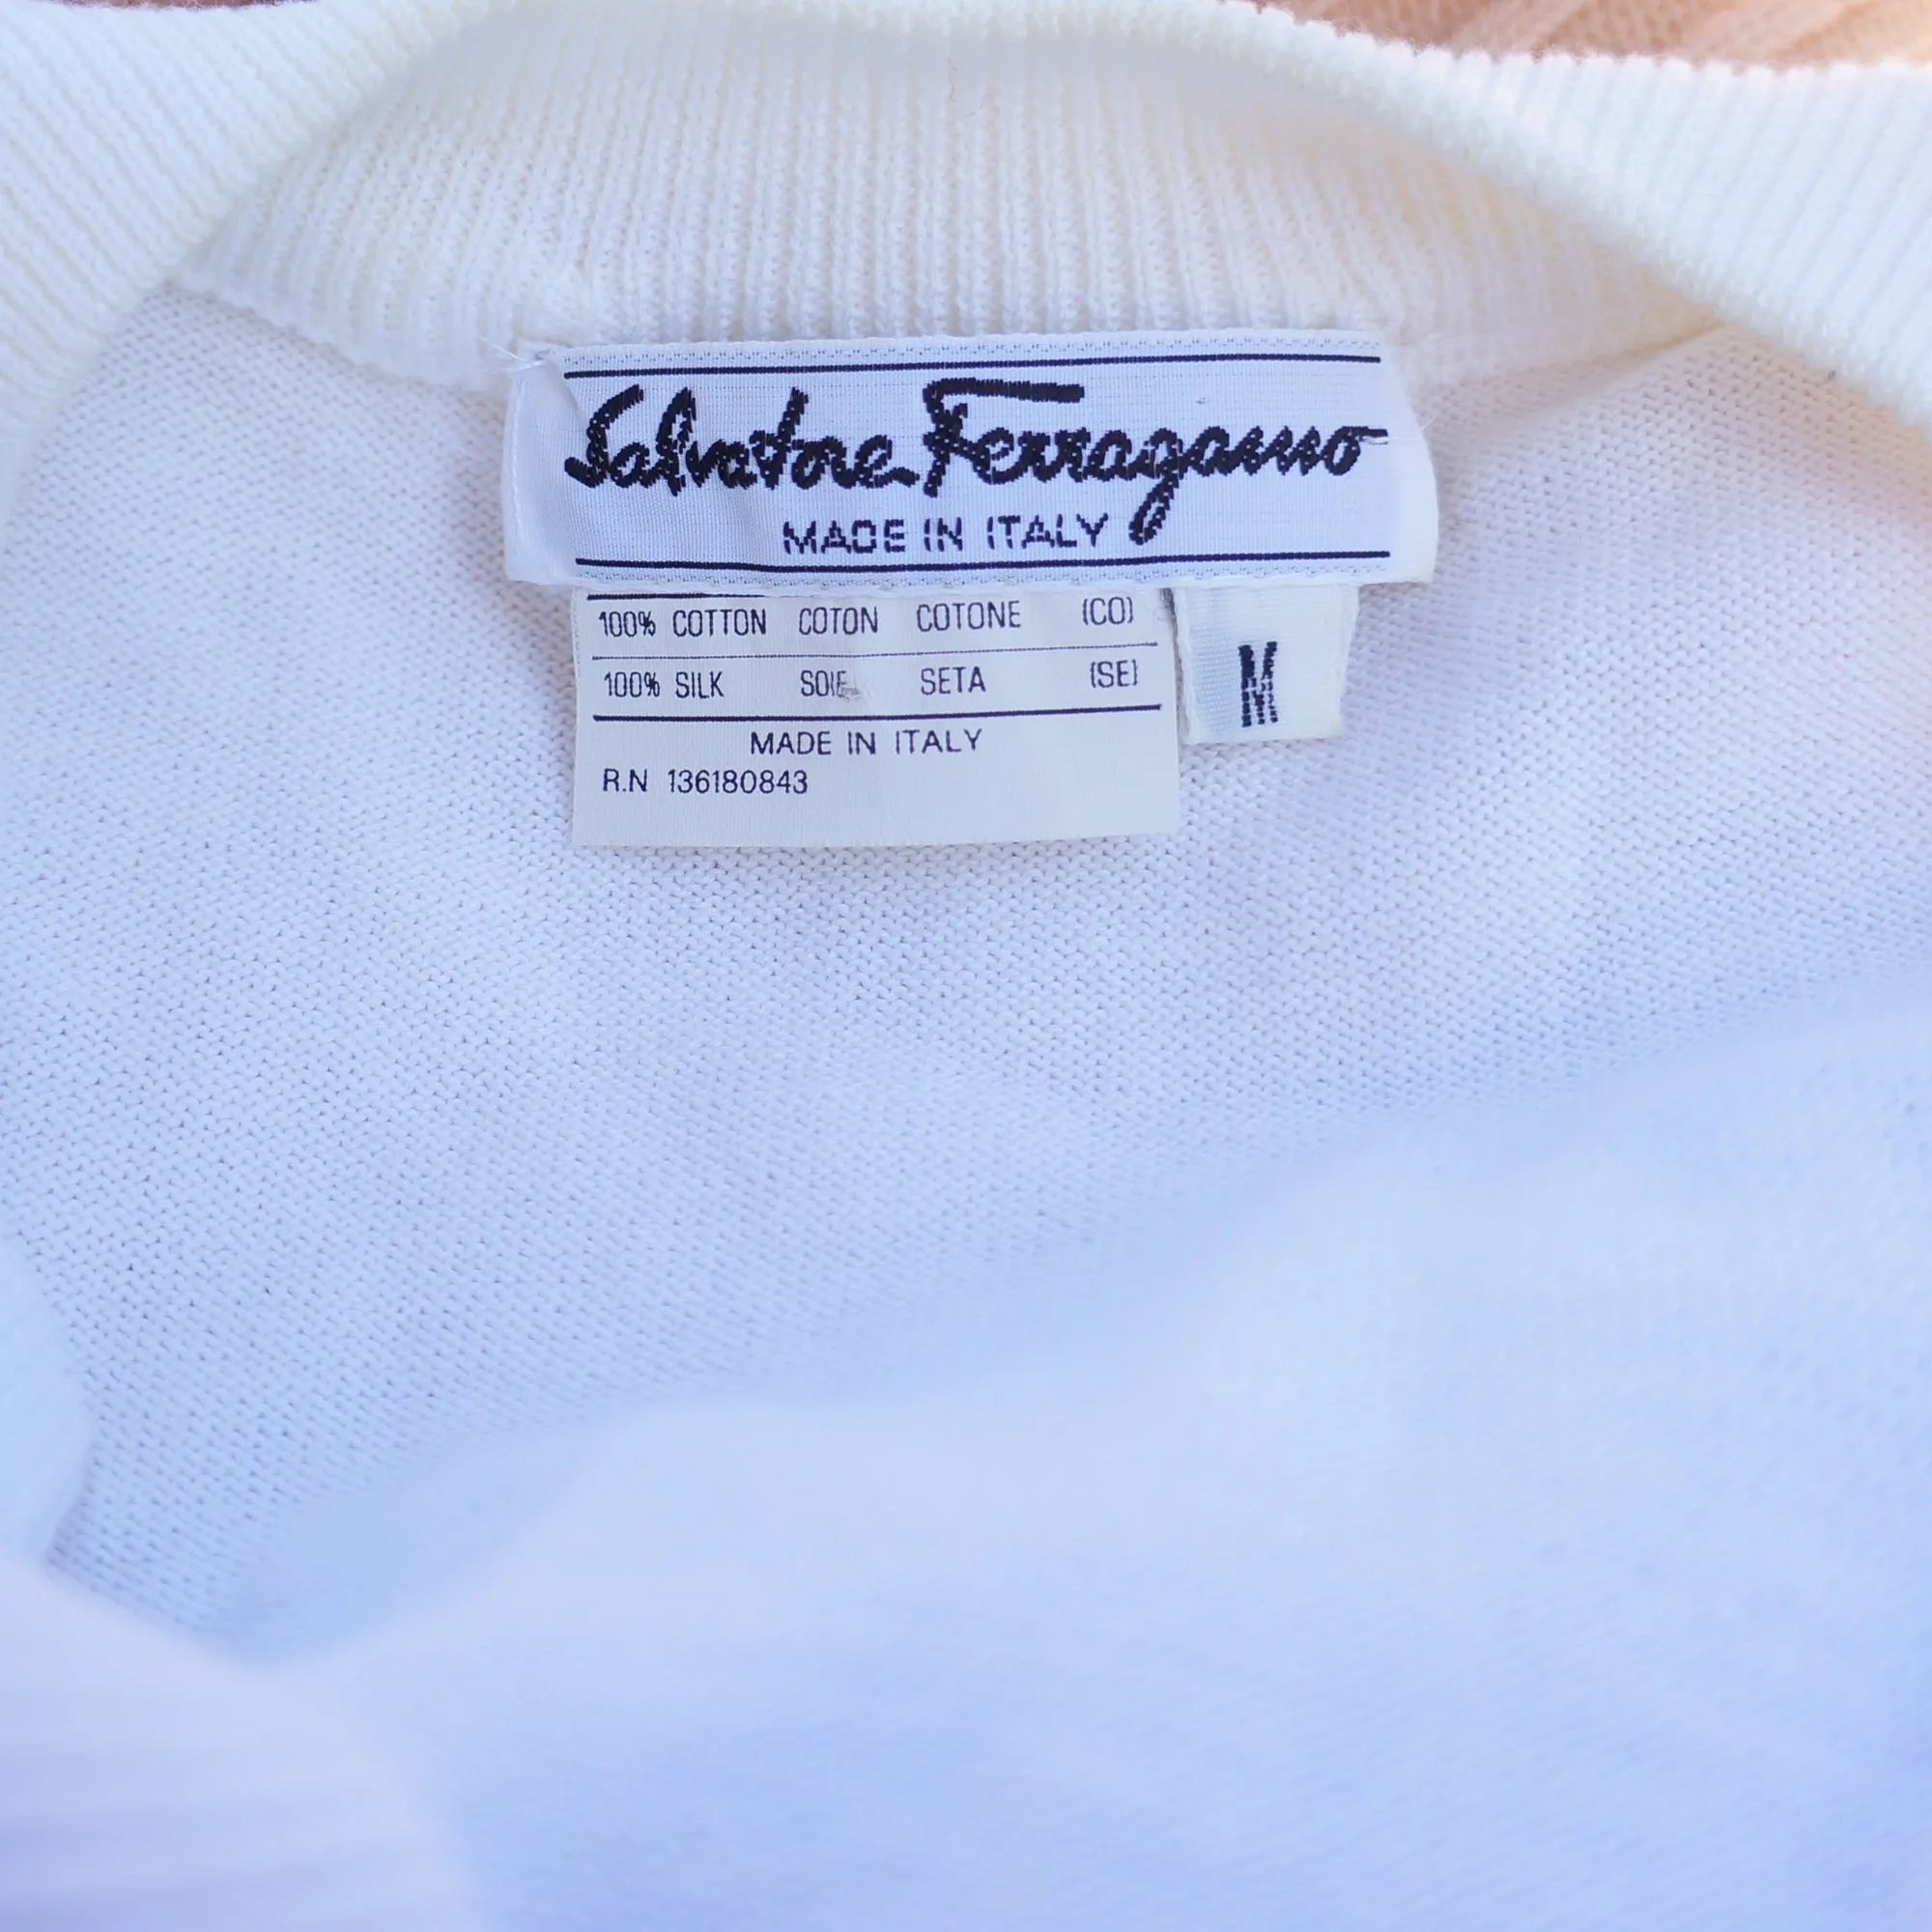 Salvatore Ferragamo
MADE IN ITALY
100% COTTON COTON COTONE (CO)
100% SILK SOIE SETA (SE)
MADE IN ITALY
R.N 136180843
M